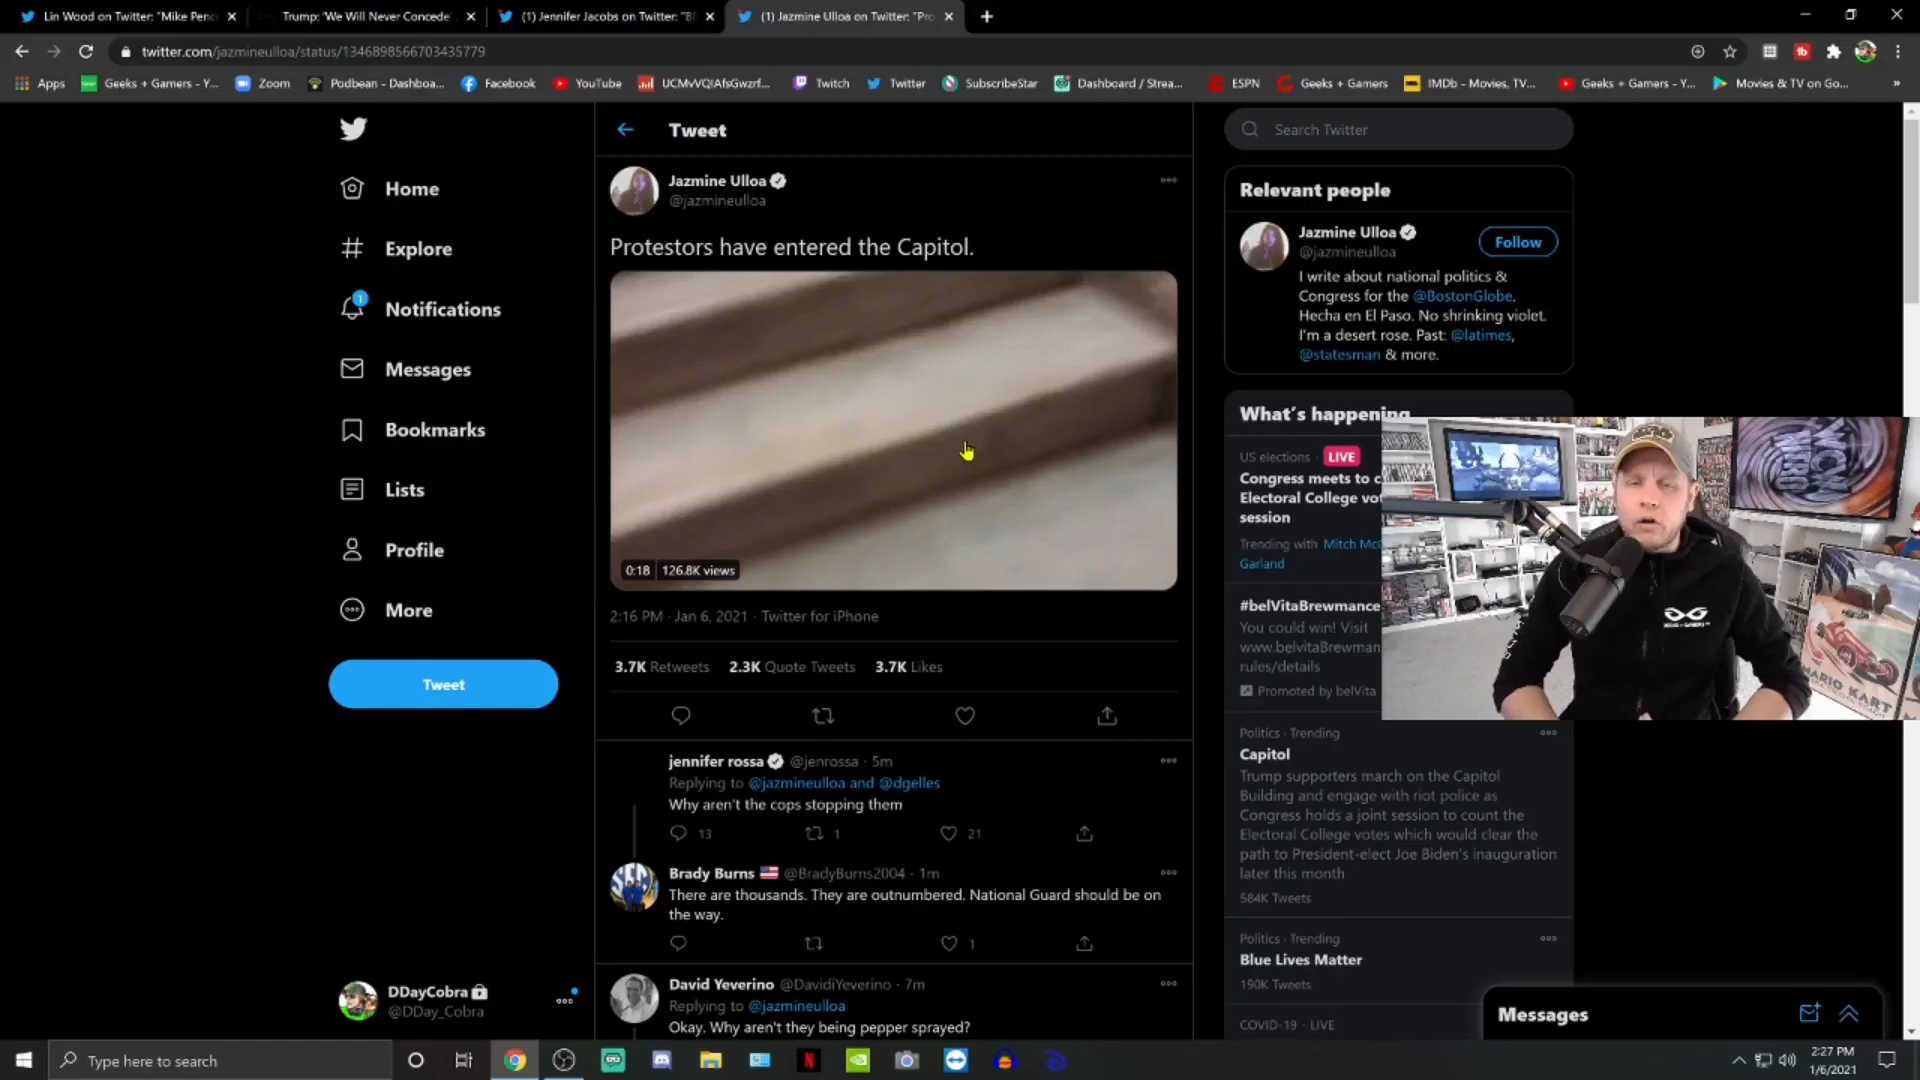 Lin Wood on Twitter: "Mike Penc
Trump: 'We Will Never Concede'
(1) Jennifer Jacobs on Twitter: "B
(1) Jazmine Ulloa on Twitter: "Pro
twitter.com/jazmineulloa/status/1346898566703435779
Apps
Geeks + Gamers - Y...
Zoom
Podbean - Dashboa...
Facebook
YouTube
Twitch
Twitter
SubscribeStar
Dashboard / Strea...
ESPN
Geeks + Gamers
IMDb - Movies, TV...
Geeks + Gamers - Y...
Movies & TV on Go...
Home
Explore
1
Notifications
Messages
Bookmarks
Lists
Profile
More
Tweet
DDayCobra
@DDay_Cobra
Tweet
Jazmine Ulloa
@jazmineulloa
Protestors have entered the Capitol.
0:18 126.8K views
2:16 PM · Jan 6, 2021 · Twitter for iPhone
3.7K Retweets 2.3K Quote Tweets 3.7K Likes
jennifer rossa @jenrossa · 5m
Replying to @jazmineulloa and @dgelles
Why aren't the cops stopping them
13 1 21
Brady Burns @BradyBurns2004 · 1m
There are thousands. They are outnumbered. National Guard should be on
the way.
1
David Yeverino @DavidiYeverino · 7m
Replying to @jazmineulloa
Okay. Why aren't they being pepper sprayed?
Search Twitter
Relevant people
Jazmine Ulloa
@jazmineulloa
Follow
I write about national politics &
Congress for the @BostonGlobe.
Hecha en El Paso. No shrinking violet.
I'm a desert rose. Past: @latimes,
@statesman & more.
What's happening
US elections · LIVE
Congress meets to c
Electoral College vot
session
Trending with Mitch McC
Garland
#belVitaBrewmance
You could win! Visit
www.belvitaBrewman
rules/details
Promoted by belVita
WCW
NITRO
MARIO KART
Politics · Trending
Capitol
Trump supporters march on the Capitol
Building and engage with riot police as
Congress holds a joint session to count the
Electoral College votes which would clear the
path to President-elect Joe Biden's inauguration
later this month
584K Tweets
Politics · Trending
Blue Lives Matter
190K Tweets
COVID-19 · LIVE
Messages
Type here to search
2:27 PM
1/6/2021